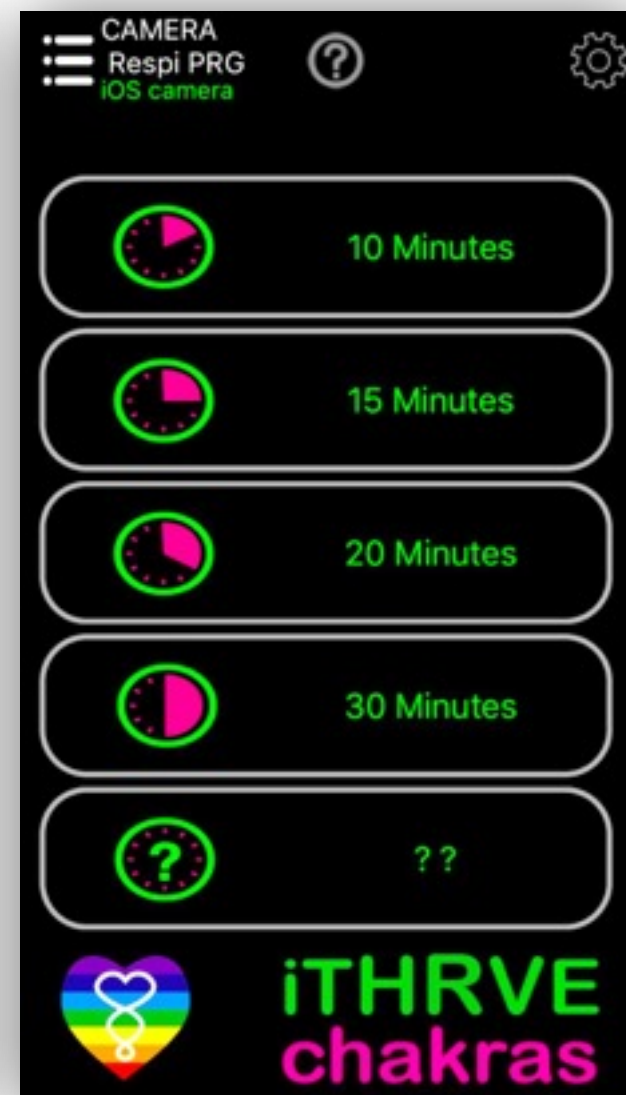 CAMERA
Respi PRG
iOS camera
?
10 Minutes
15 Minutes
20 Minutes
30 Minutes
?
? ?
iTHRVE
chakras